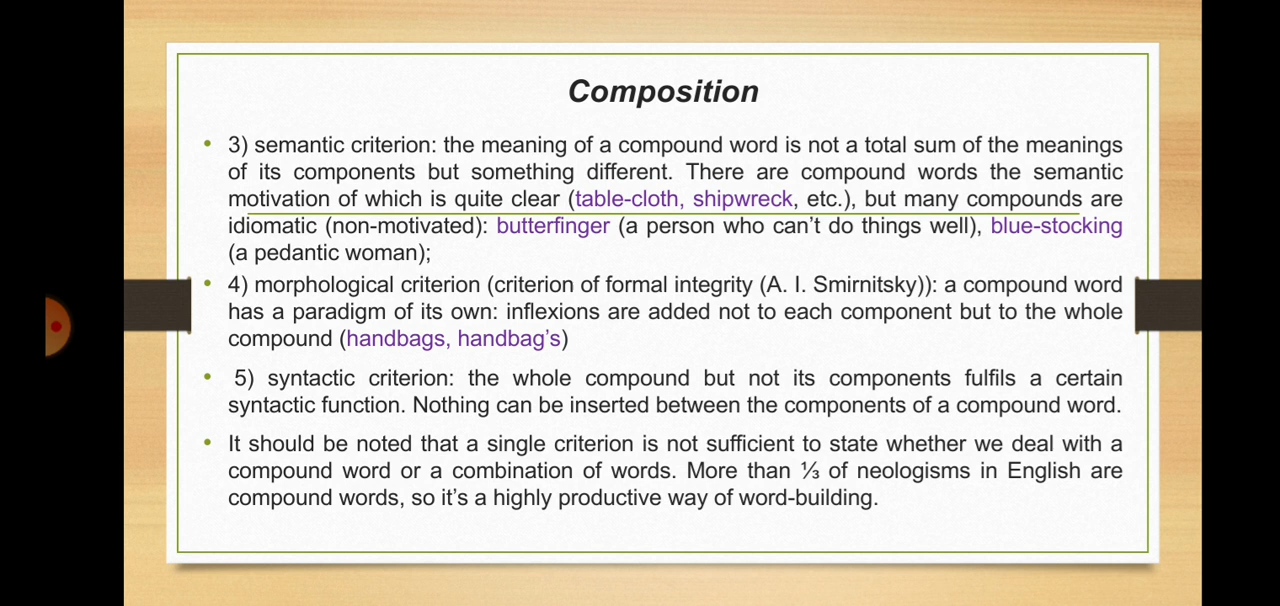 Composition
• 3) semantic criterion: the meaning of a compound word is not a total sum of the meanings
of its components but something different. There are compound words the semantic
motivation of which is quite clear (table-cloth, shipwreck, etc.), but many compounds are
idiomatic (non-motivated): butterfinger (a person who can’t do things well), blue-stocking
(a pedantic woman);
• 4) morphological criterion (criterion of formal integrity (A. I. Smirnitsky)): a compound word
has a paradigm of its own: inflexions are added not to each component but to the whole
compound (handbags, handbag’s)
• 5) syntactic criterion: the whole compound but not its components fulfils a certain
syntactic function. Nothing can be inserted between the components of a compound word.
• It should be noted that a single criterion is not sufficient to state whether we deal with a
compound word or a combination of words. More than ⅓ of neologisms in English are
compound words, so it’s a highly productive way of word-building.